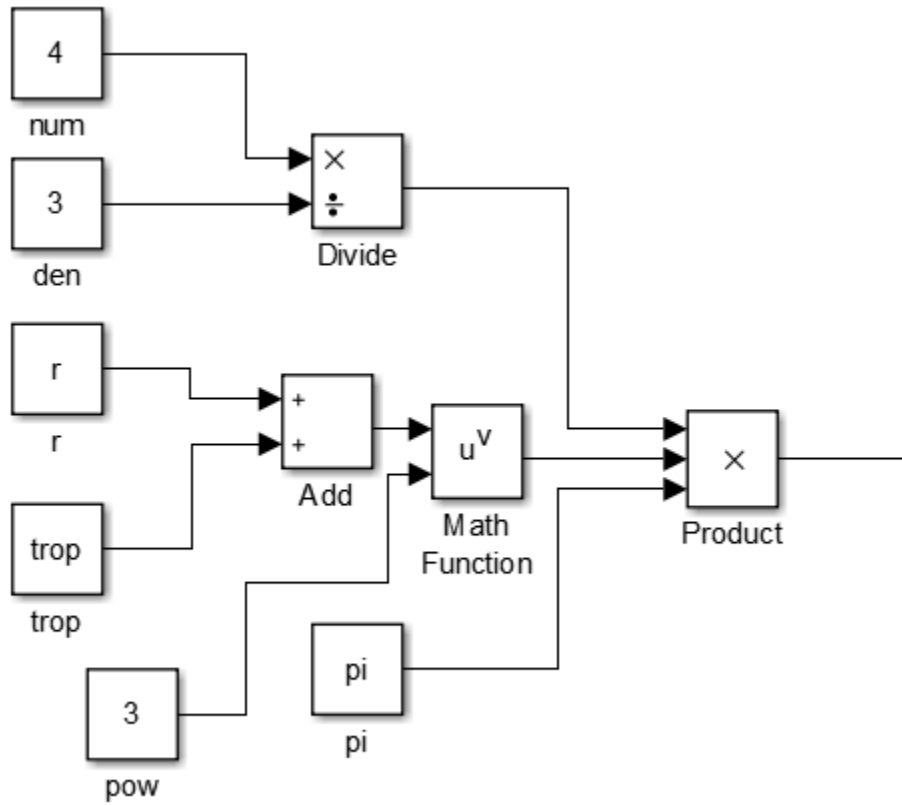 4
num
×
÷
Divide
3
den
r
r
+
+
Add
u^v
Math
Function
×
Product
trop
trop
pi
pi
3
pow